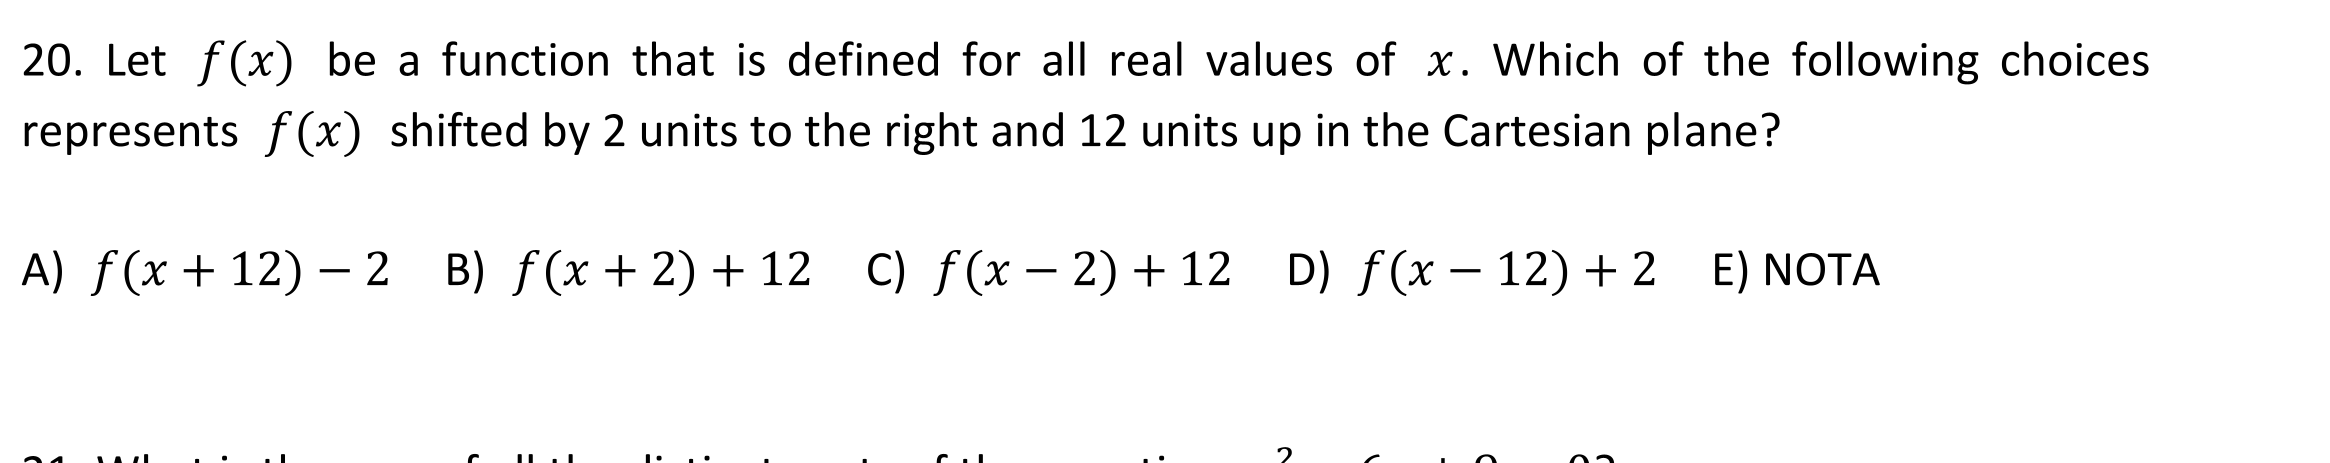 20. Let f(x) be a function that is defined for all real values of x. Which of the following choices
represents f(x) shifted by 2 units to the right and 12 units up in the Cartesian plane?
A) f(x + 12) − 2 B) f(x + 2) + 12 C) f(x − 2) + 12 D) f(x − 12) + 2 E) NOTA